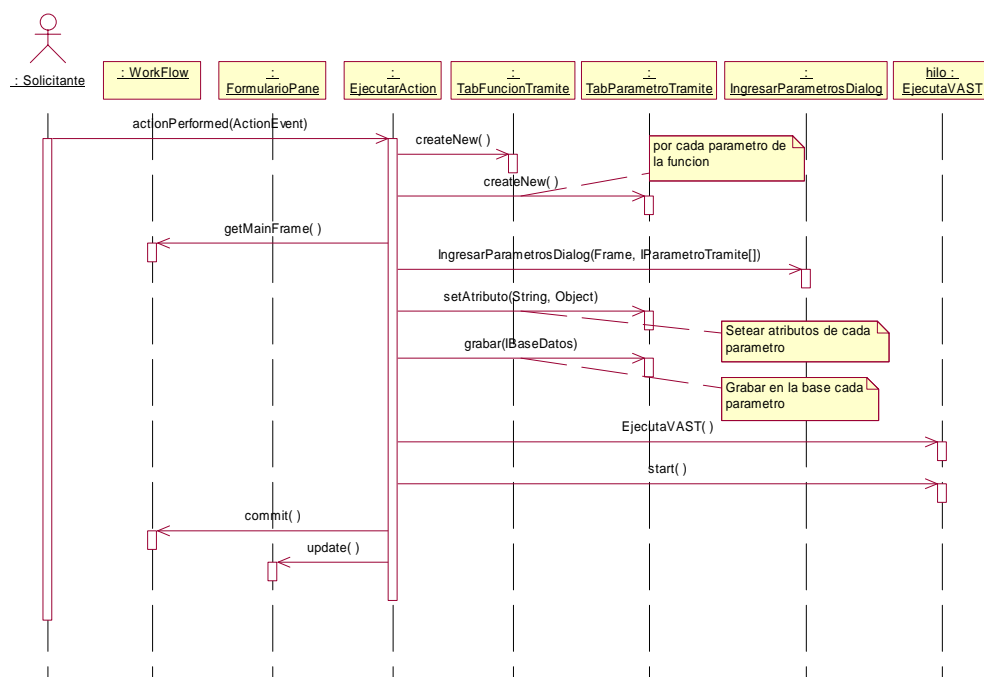 : Solicitante
: WorkFlow
:
FormularioPane
:
EjecutarAction
:
TabFuncionTramite
:
TabParametroTramite
:
IngresarParametrosDialog
hilo :
EjecutaVAST
actionPerformed(ActionEvent)
createNew( )
por cada parametro de
la funcion
createNew( )
getMainFrame( )
IngresarParametrosDialog(Frame, IParametroTramite[])
setAtributo(String, Object)
Setear atributos de cada
parametro
grabar(IBaseDatos)
Grabar en la base cada
parametro
EjecutaVAST( )
start( )
commit( )
update( )